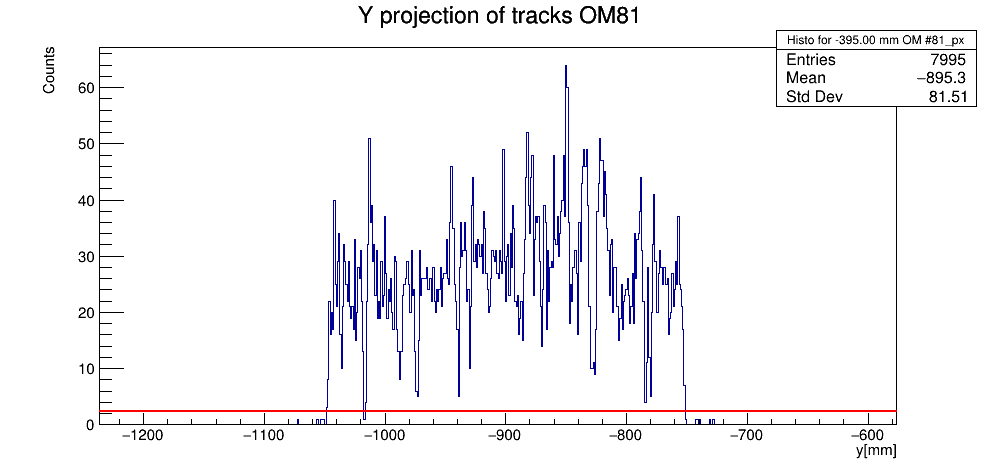 Y projection of tracks OM81
Histo for -395.00 mm OM #81_px
Entries 7995
Mean −895.3
Std Dev 81.51
Counts
60
50
40
30
20
10
0
−1200 −1100 −1000 −900 −800 −700 −600
y[mm]